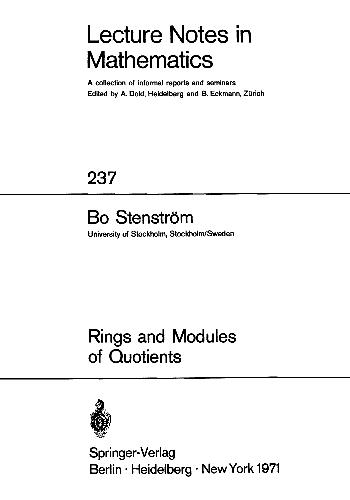 Lecture Notes in
Mathematics
A collection of informal reports and seminars
Edited by A. Dold, Heidelberg and B. Eckmann, Zürich
237
Bo Stenström
University of Stockholm, Stockholm/Sweden
Rings and Modules
of Quotients
Springer-Verlag
Berlin · Heidelberg · New York 1971